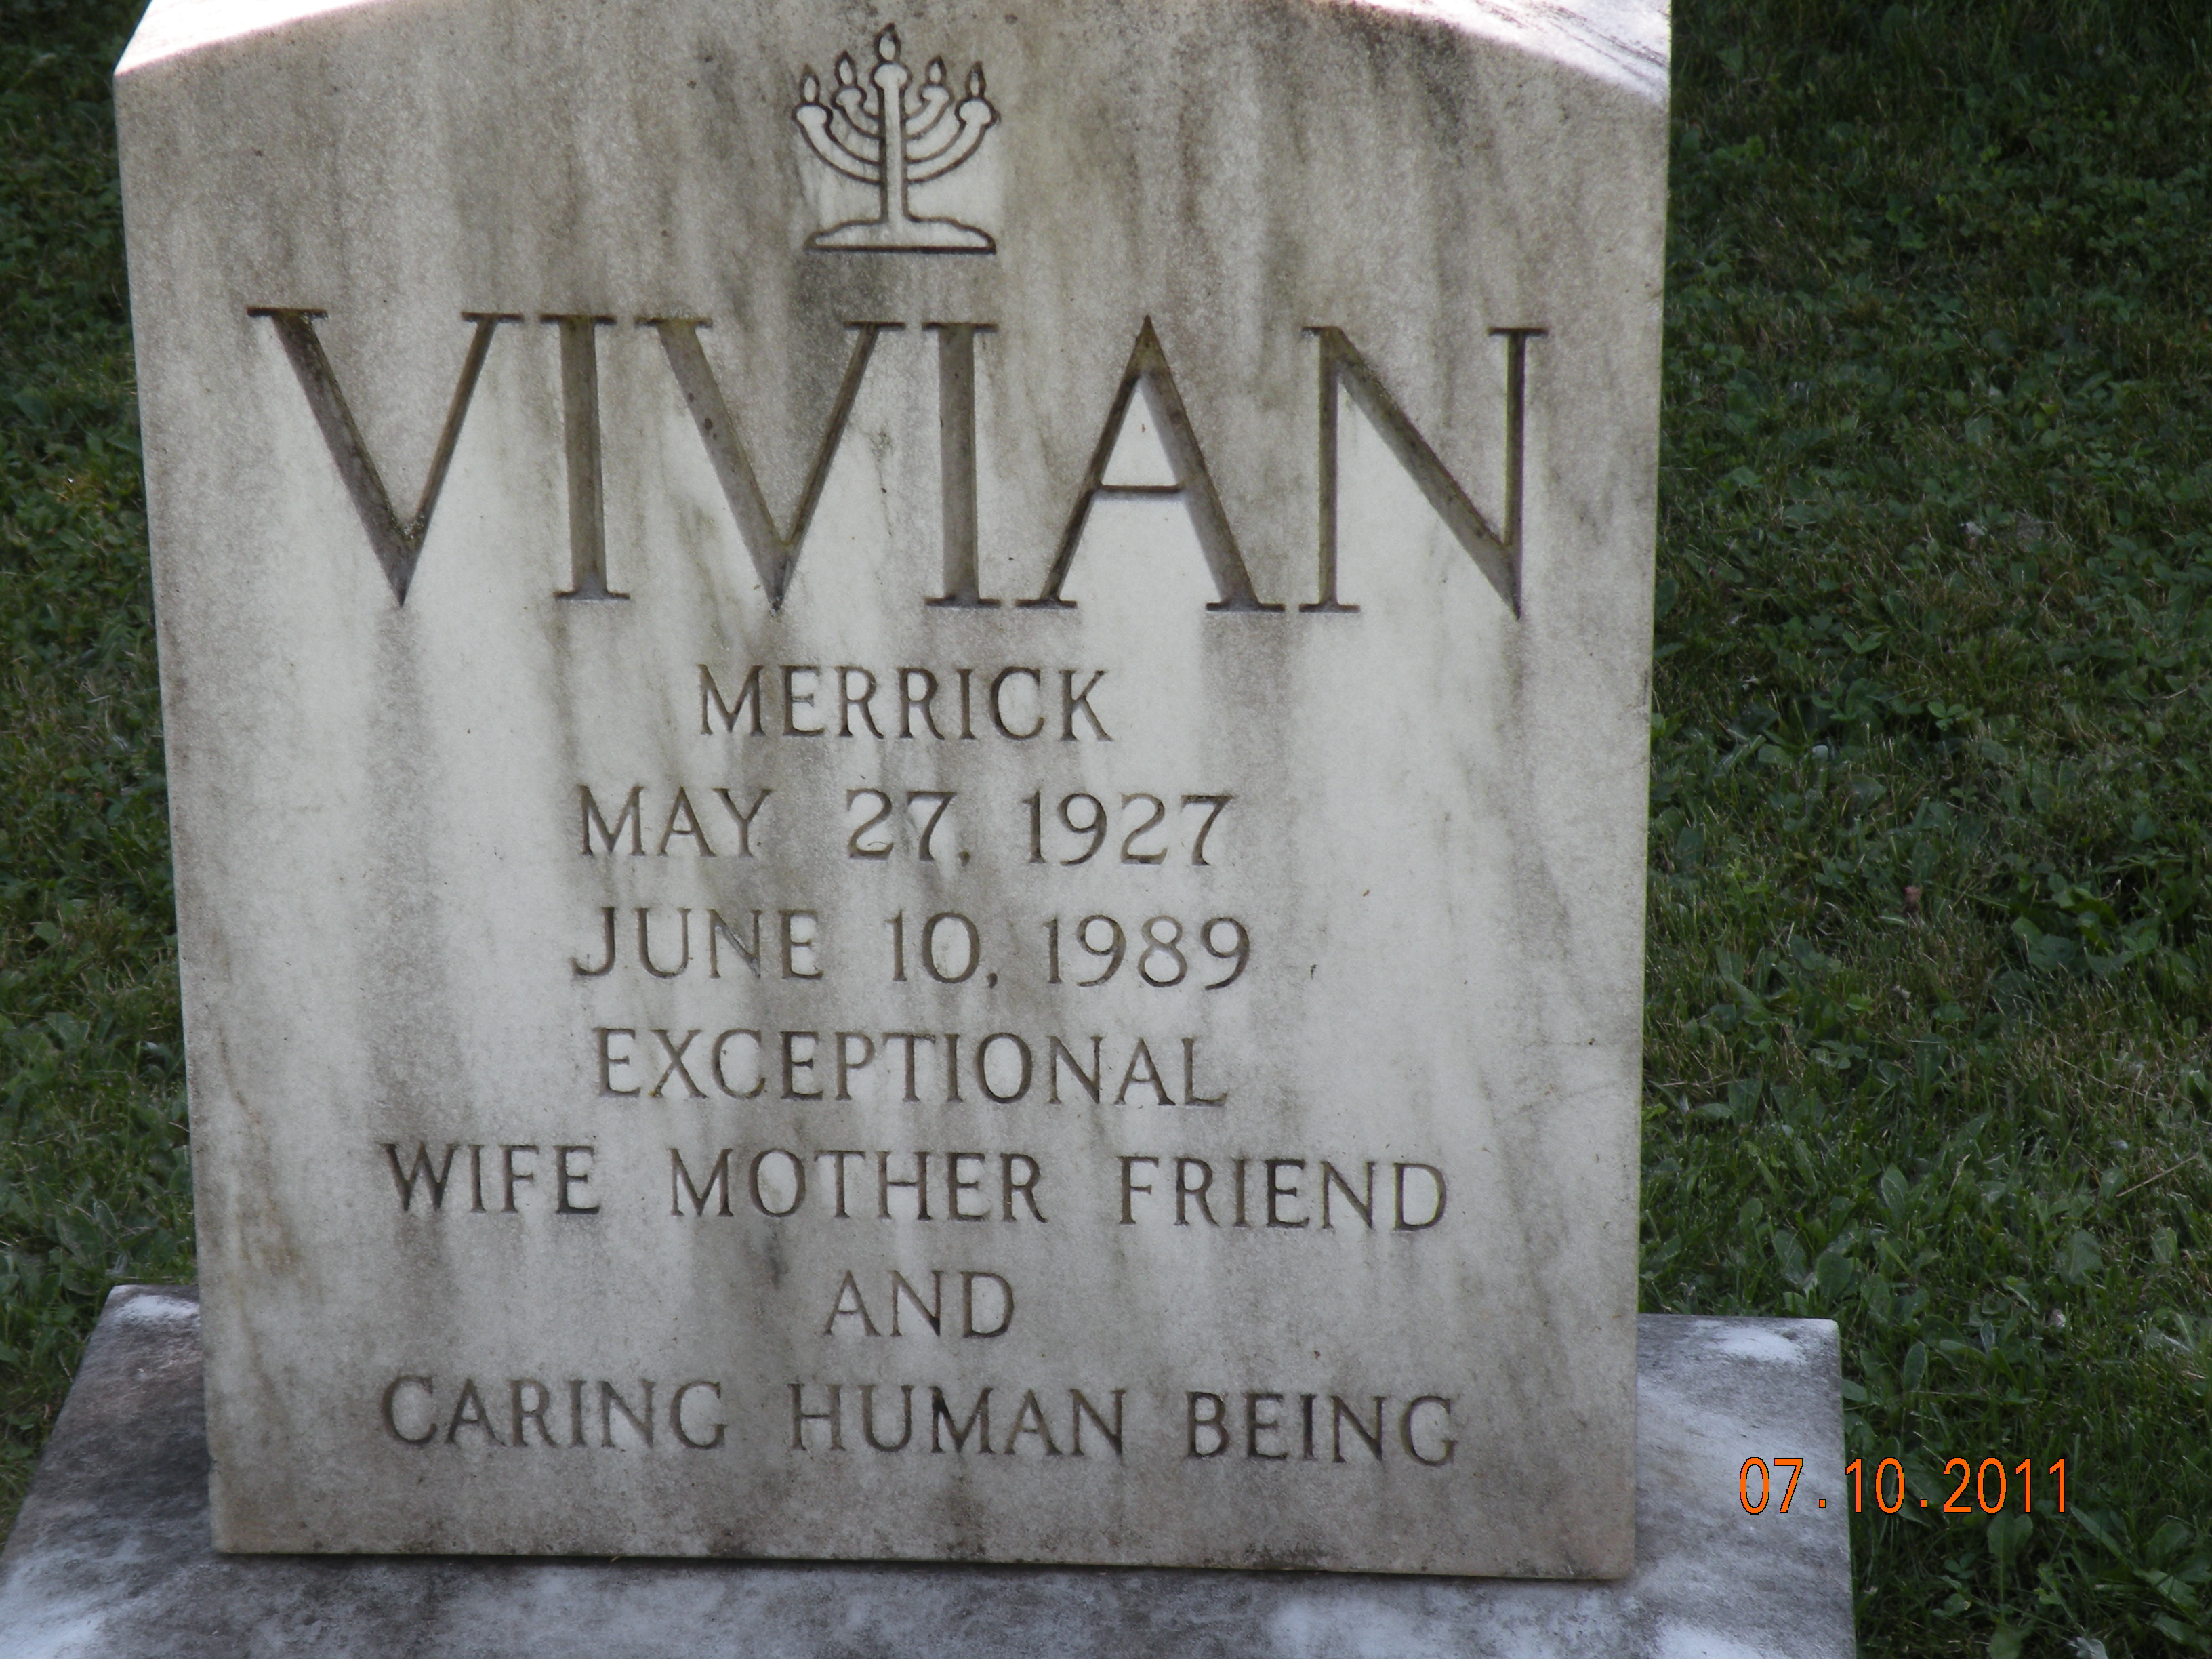 VIVIAN
MERRICK
MAY 27, 1927
JUNE 10, 1989
EXCEPTIONAL
WIFE MOTHER FRIEND
AND
CARING HUMAN BEING
07.10.2011